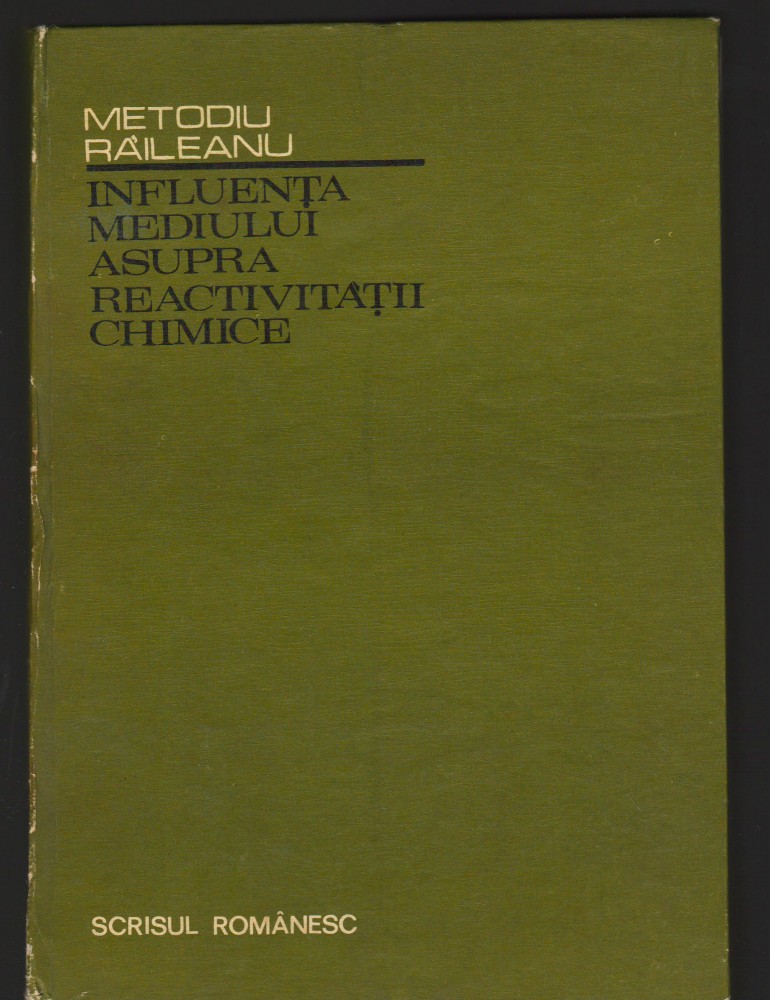 METODIU
RĂILEANU
INFLUENȚA
MEDIULUI
ASUPRA
REACTIVITĂȚII
CHIMICE
SCRISUL ROMÂNESC